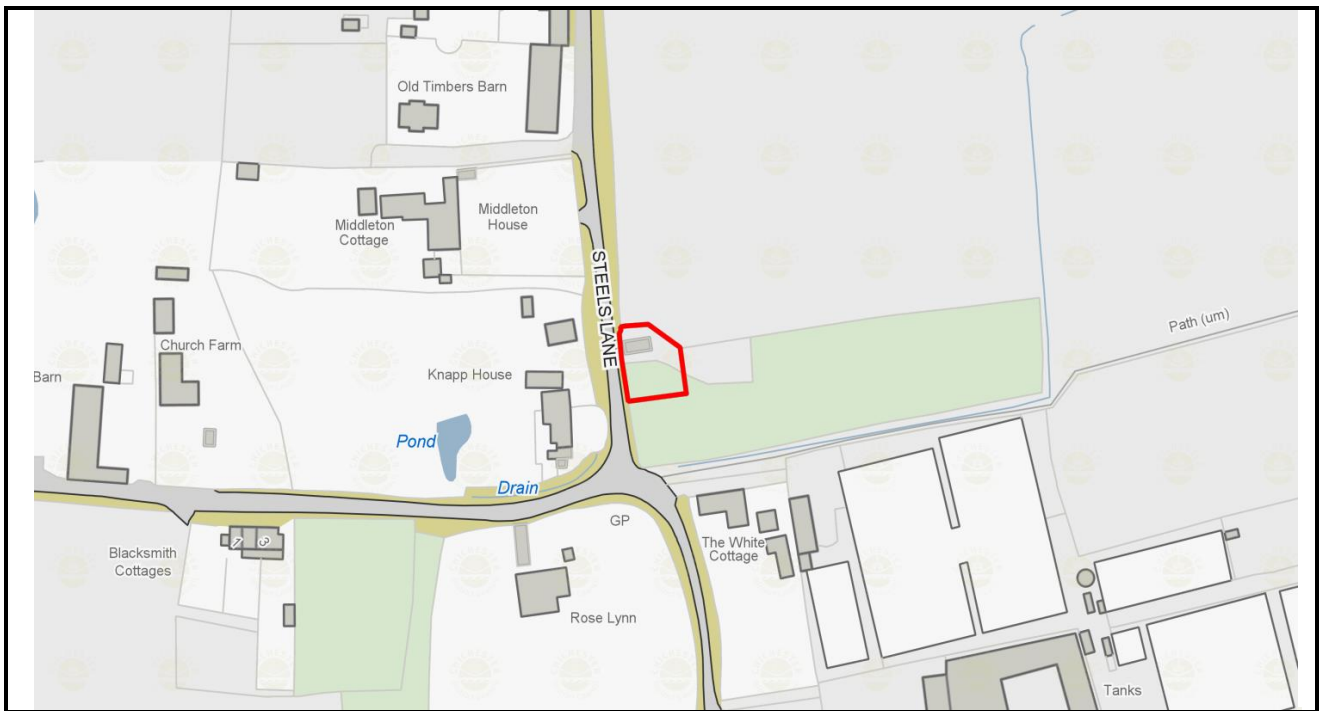 Old Timbers Barn
Middleton
Cottage
Middleton
House
STEELS LANE
Church Farm
Barn
Knapp House
Path (um)
Pond
Drain
GP
The White
Cottage
1
3
Blacksmith
Cottages
Rose Lynn
Tanks